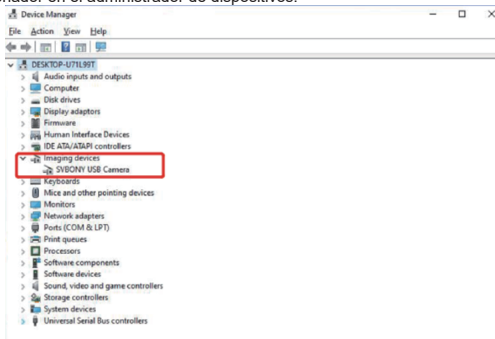 Device Manager
File Action View Help
DESKTOP-U71L99T
Audio inputs and outputs
Computer
Disk drives
Display adaptors
Firmware
Human Interface Devices
IDE ATA/ATAPI controllers
Imaging devices
SVBONY USB Camera
Keyboards
Mice and other pointing devices
Monitors
Network adapters
Ports (COM & LPT)
Print queues
Processors
Software components
Software devices
Sound, video and game controllers
Storage controllers
System devices
Universal Serial Bus controllers